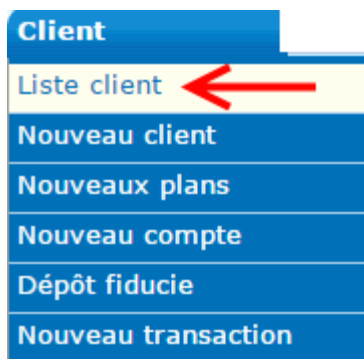 Client
Liste client
Nouveau client
Nouveaux plans
Nouveau compte
Dépôt fiducie
Nouveau transaction